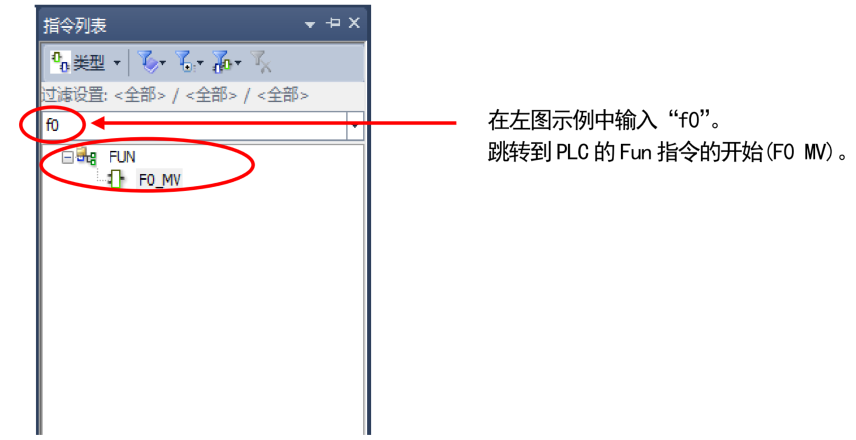 指令列表
类型
过滤设置: <全部> / <全部> / <全部>
f0
FUN
F0_MV
在左图示例中输入“f0”。
跳转到 PLC 的 Fun 指令的开始(F0 MV)。